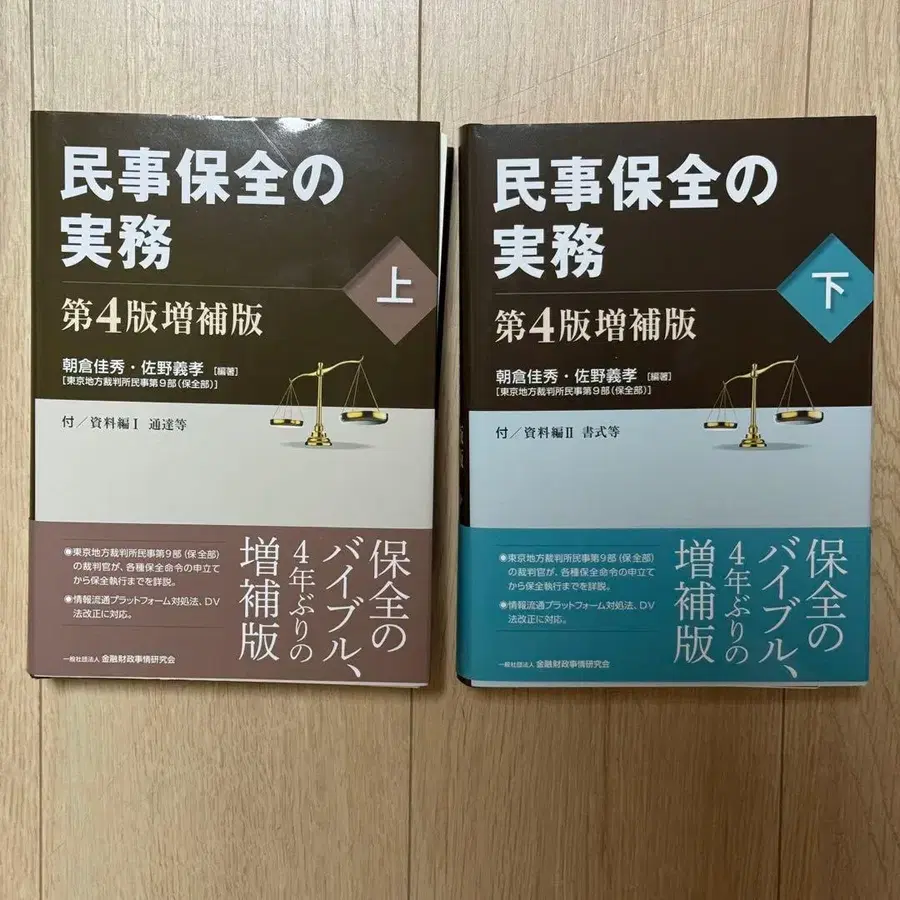 民事保全の
実務
上
第4版増補版
朝倉佳秀・佐野義孝 [編著]
[東京地方裁判所民事第9部(保全部)]
付／資料編Ⅰ 通達等
保全の
バイブル、
4年ぶりの
増補版
◉東京地方裁判所民事第9部(保全部)
の裁判官が、各種保全命令の申立て
から保全執行までを詳説。
◉情報流通プラットフォーム対処法、DV
法改正に対応。
一般社団法人 金融財政事情研究会
民事保全の
実務
下
第4版増補版
朝倉佳秀・佐野義孝 [編著]
[東京地方裁判所民事第9部(保全部)]
付／資料編Ⅱ 書式等
保全の
バイブル、
4年ぶりの
増補版
◉東京地方裁判所民事第9部(保全部)
の裁判官が、各種保全命令の申立て
から保全執行までを詳説。
◉情報流通プラットフォーム対処法、DV
法改正に対応。
一般社団法人 金融財政事情研究会